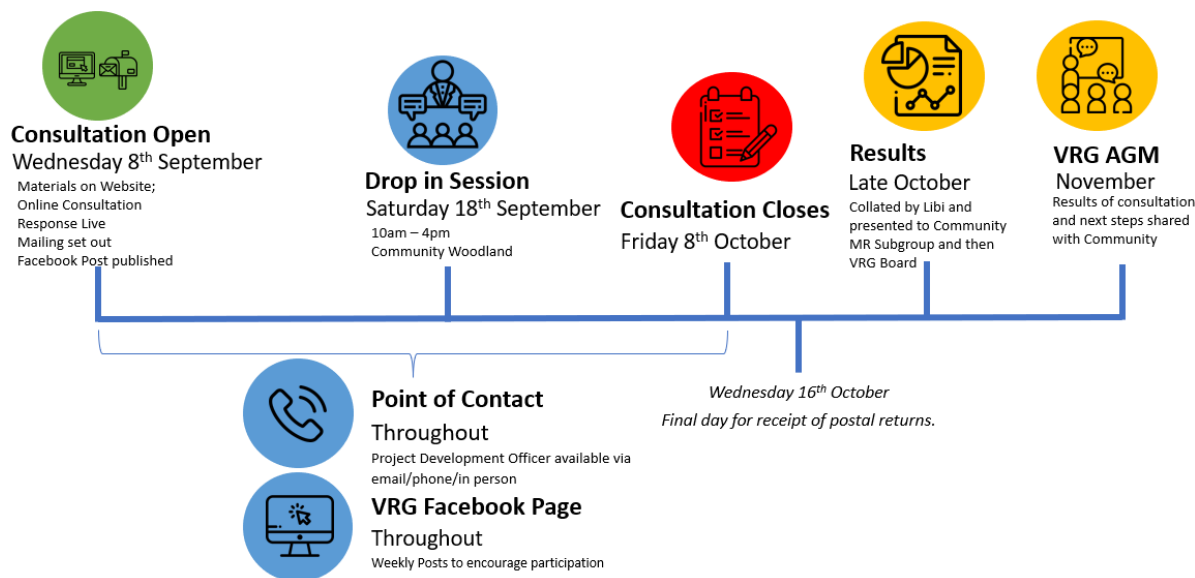 Consultation Open
Wednesday 8th September
Materials on Website;
Online Consultation
Response Live
Mailing set out
Facebook Post published
Drop in Session
Saturday 18th September
10am – 4pm
Community Woodland
Consultation Closes
Friday 8th October
Results
Late October
Collated by Libi and
presented to Community
MR Subgroup and then
VRG Board
VRG AGM
November
Results of consultation
and next steps shared
with Community
Wednesday 16th October
Final day for receipt of postal returns.
Point of Contact
Throughout
Project Development Officer available via
email/phone/in person
VRG Facebook Page
Throughout
Weekly Posts to encourage participation